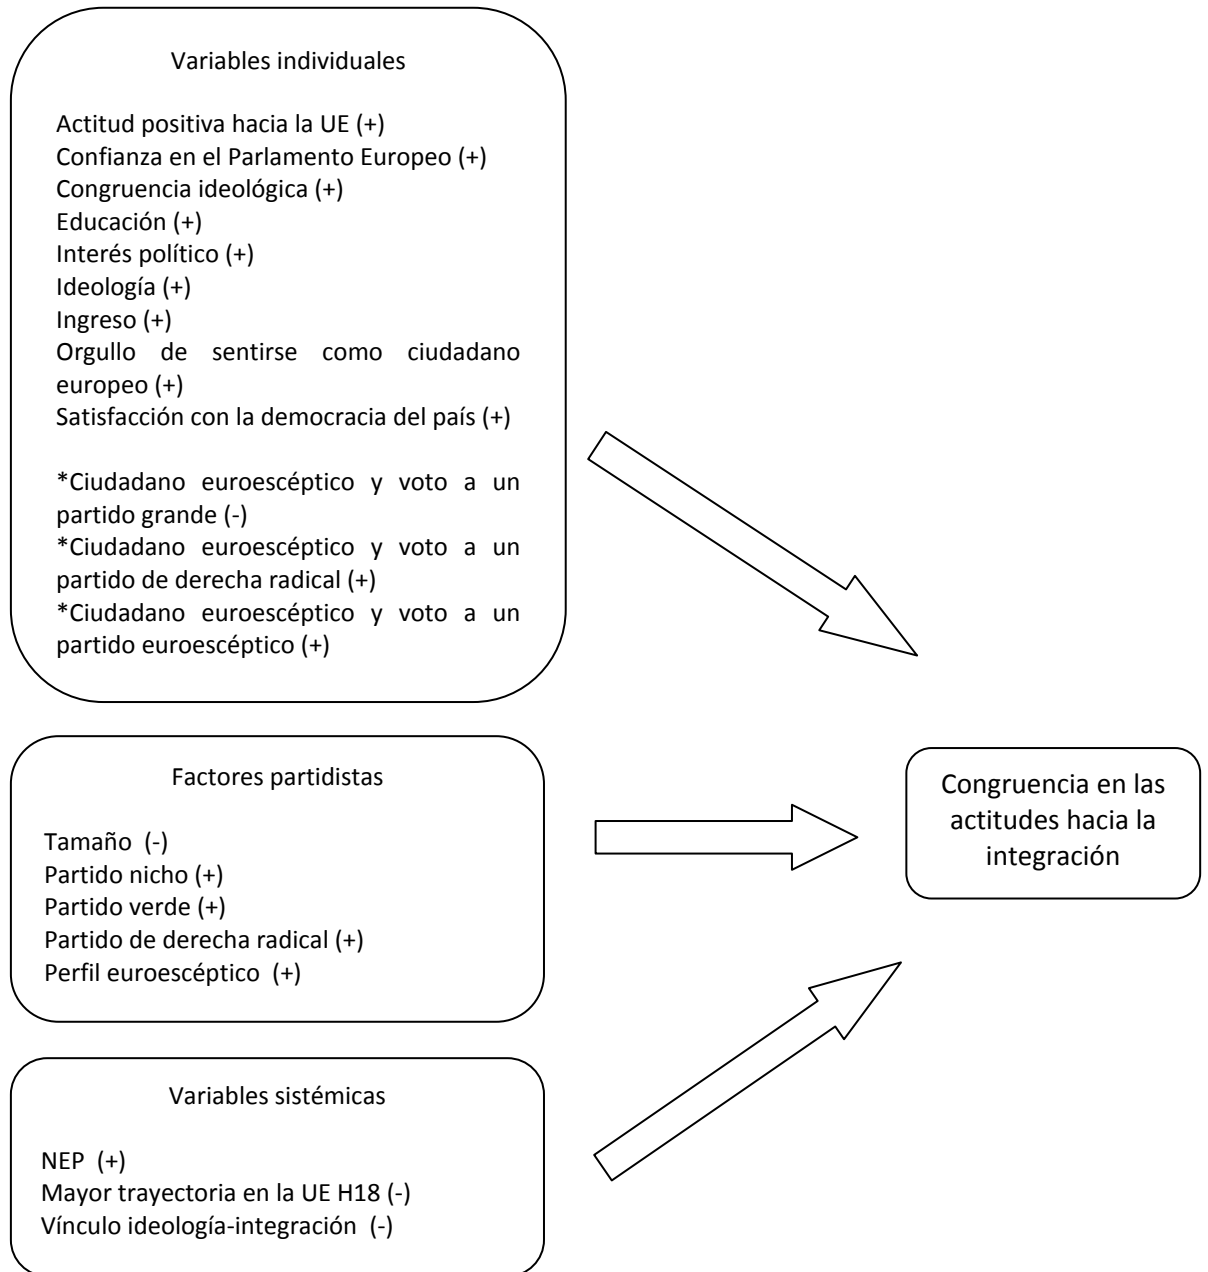 Variables individuales
Actitud positiva hacia la UE (+)
Confianza en el Parlamento Europeo (+)
Congruencia ideológica (+)
Educación (+)
Interés político (+)
Ideología (+)
Ingreso (+)
Orgullo de sentirse como ciudadano
europeo (+)
Satisfacción con la democracia del país (+)
*Ciudadano euroescéptico y voto a un
partido grande (-)
*Ciudadano euroescéptico y voto a un
partido de derecha radical (+)
*Ciudadano euroescéptico y voto a un
partido euroescéptico (+)
Factores partidistas
Tamaño (-)
Partido nicho (+)
Partido verde (+)
Partido de derecha radical (+)
Perfil euroescéptico (+)
Variables sistémicas
NEP (+)
Mayor trayectoria en la UE H18 (-)
Vínculo ideología-integración (-)
Congruencia en las
actitudes hacia la
integración